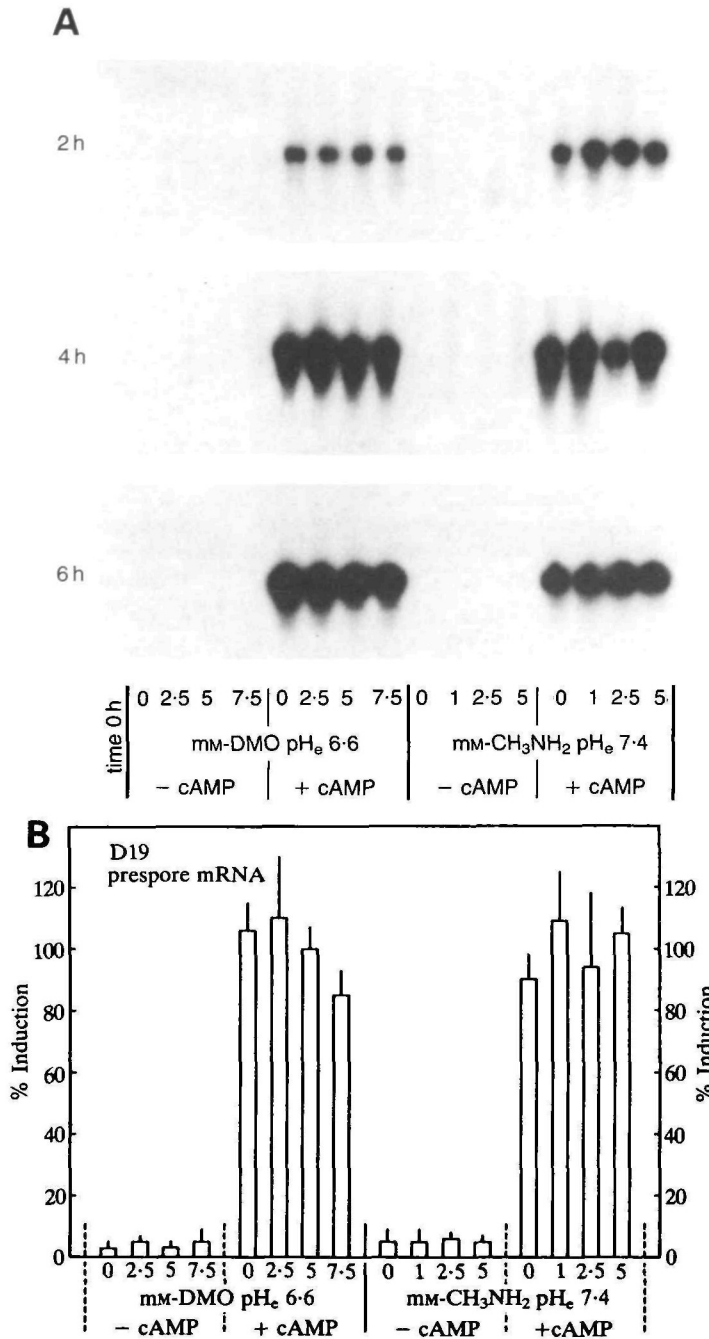 A
2h
4h
6h
time 0h
0 2·5 5 7·5 0 2·5 5 7·5 0 1 2·5 5 0 1 2·5 5
mM-DMO pHe 6·6 mM-CH3NH2 pHe 7·4
– cAMP + cAMP – cAMP + cAMP
B
D19
prespore mRNA
% Induction
120
100
80
60
40
20
0
120
100
80
60
40
20
0
% Induction
0 2·5 5 7·5 0 2·5 5 7·5 0 1 2·5 5 0 1 2·5 5
mM-DMO pHe 6·6 mM-CH3NH2 pHe 7·4
– cAMP + cAMP – cAMP +cAMP